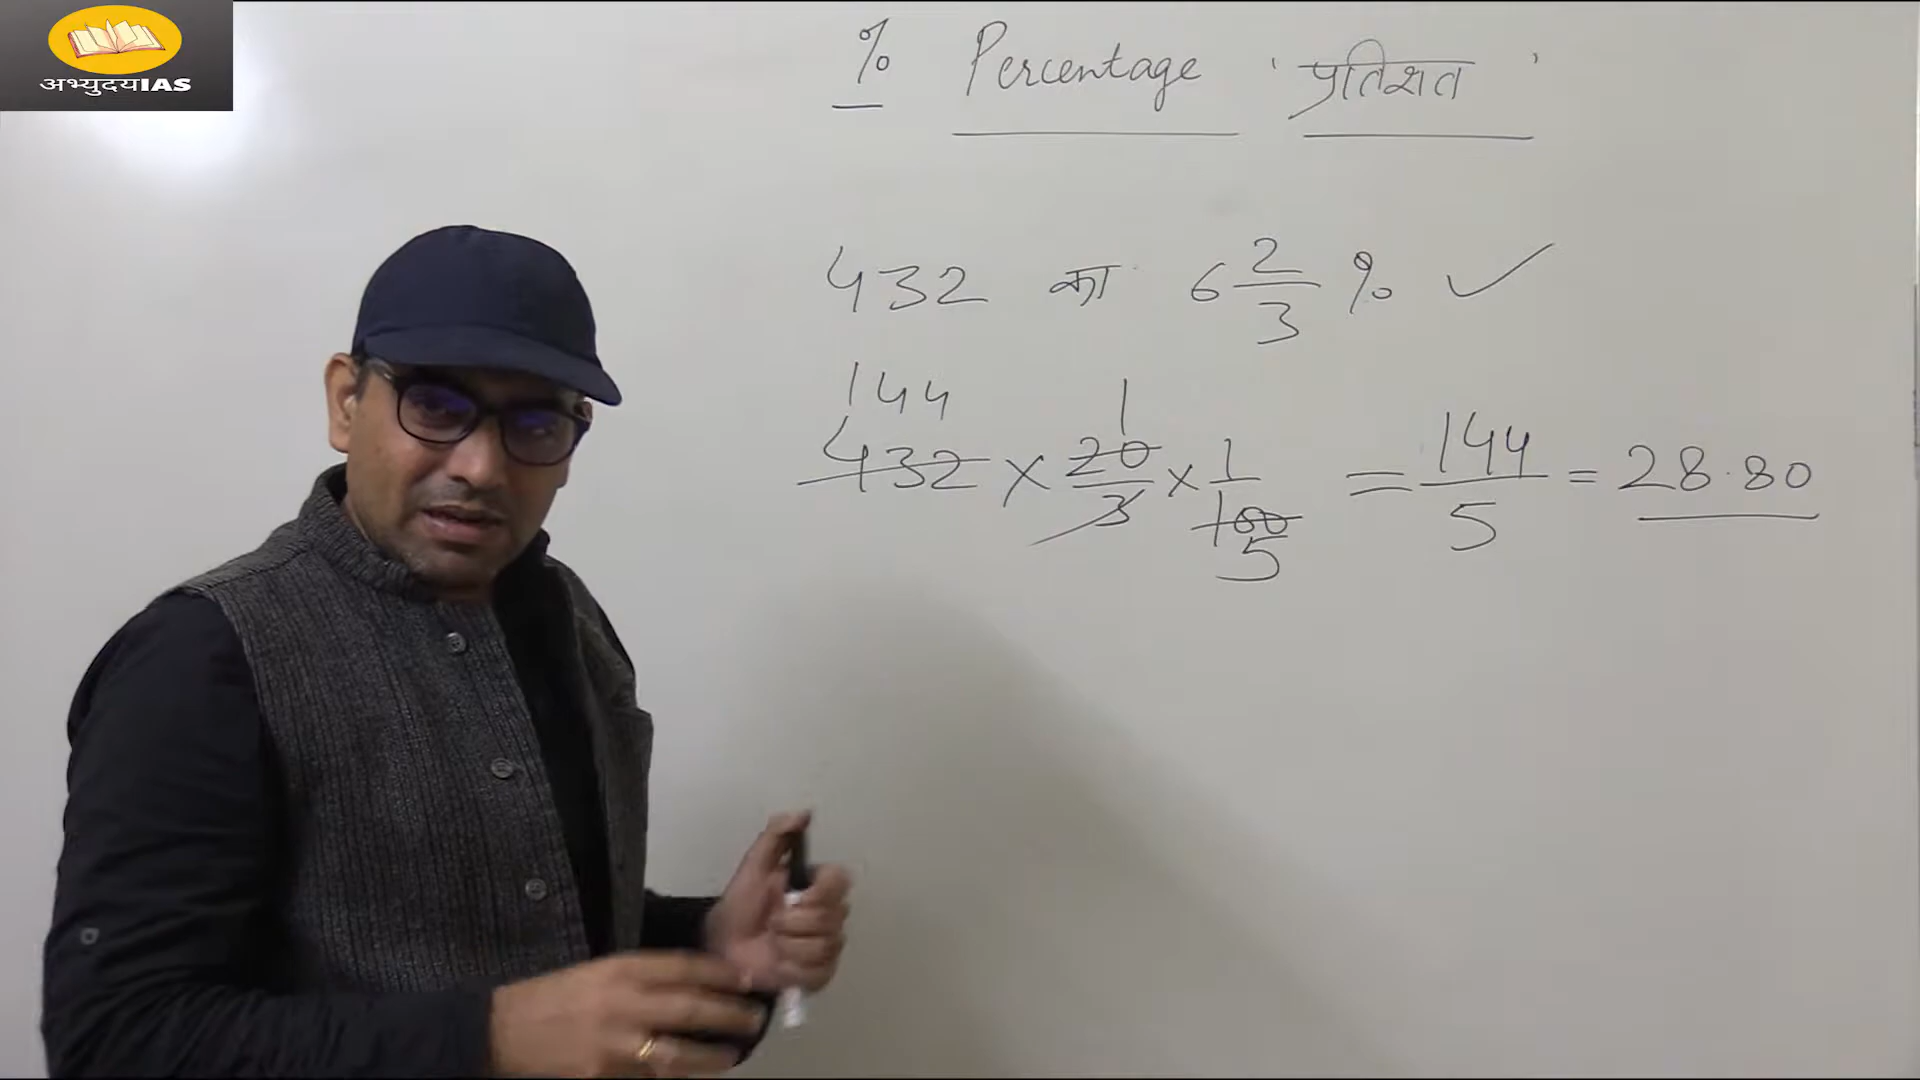 अभ्युदयIAS
% Percentage 'प्रतिशत'
432 का 6 2/3 % ✓
144 1
432 × 20/3 × 1/100 = 144/5 = 28.80
5